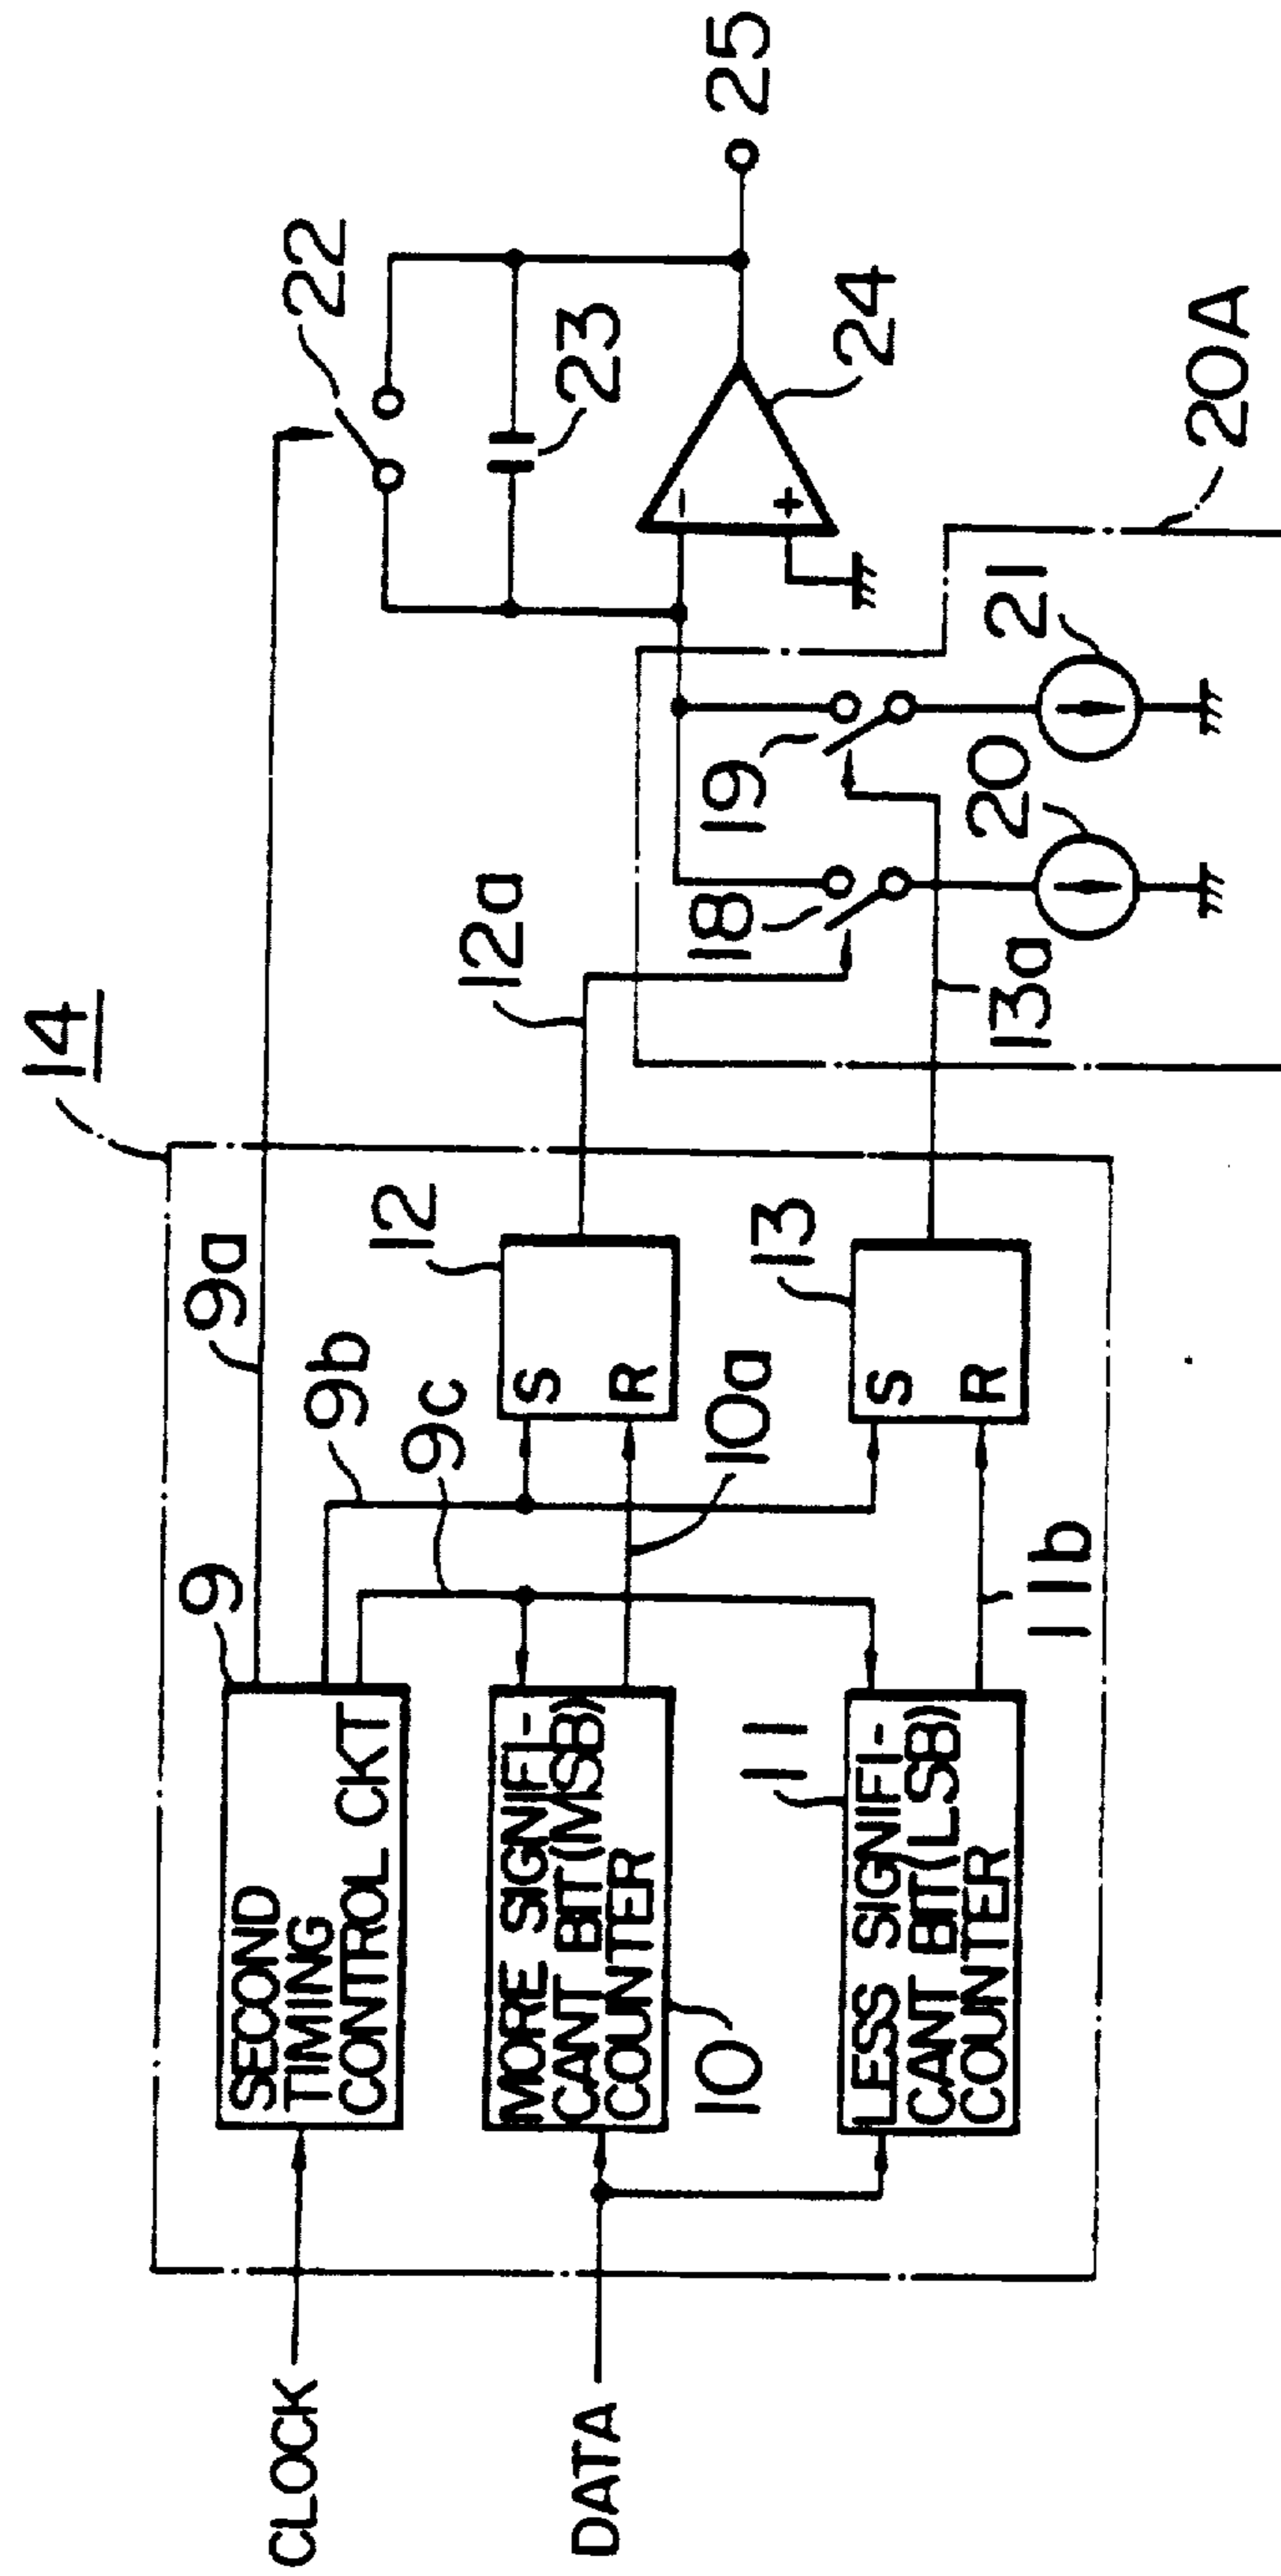 14
9a
22
9
9b
9c
12
12a
23
25
SECOND
TIMING
CONTROL CKT
CLOCK
MORE SIGNIFI-
CANT BIT(MSB)
COUNTER
S
R
10
10a
18
19
-
+
24
DATA
11
13
LESS SIGNIFI-
CANT BIT(LSB)
COUNTER
S
R
11b
13a
20
21
20A